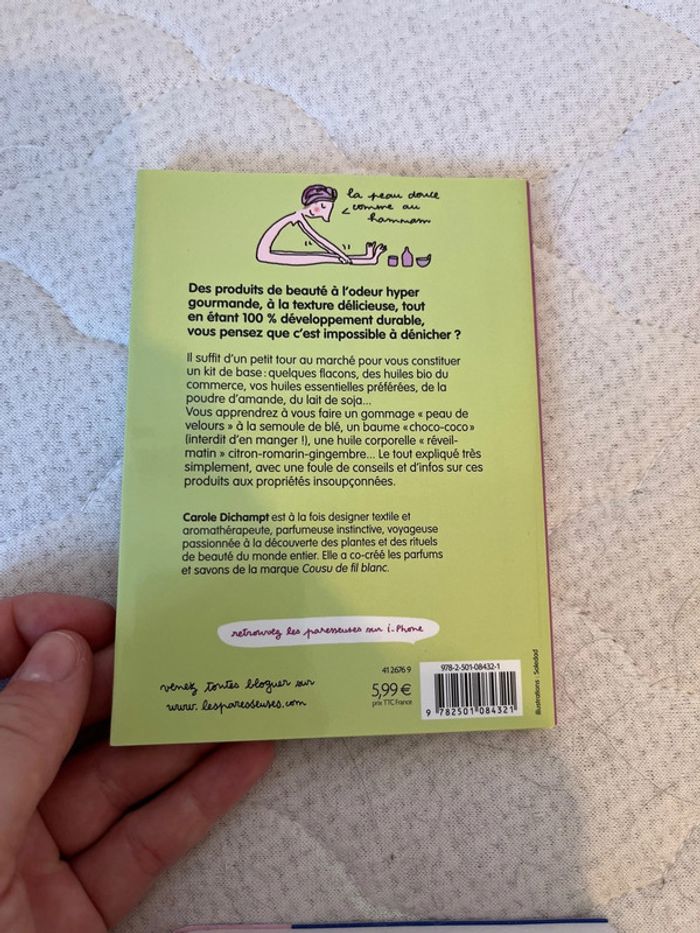 la peau douce
comme au
hammam
Des produits de beauté à l'odeur hyper
gourmande, à la texture délicieuse, tout
en étant 100 % développement durable,
vous pensez que c'est impossible à dénicher ?
Il suffit d'un petit tour au marché pour vous constituer
un kit de base : quelques flacons, des huiles bio du
commerce, vos huiles essentielles préférées, de la
poudre d'amande, du lait de soja...
Vous apprendrez à vous faire un gommage « peau de
velours » à la semoule de blé, un baume «choco-coco»
(interdit d'en manger !), une huile corporelle « réveil-
matin » citron-romarin-gingembre... Le tout expliqué très
simplement, avec une foule de conseils et d'infos sur ces
produits aux propriétés insoupçonnées.
Carole Dichampt est à la fois designer textile et
aromathérapeute, parfumeuse instinctive, voyageuse
passionnée à la découverte des plantes et des rituels
de beauté du monde entier. Elle a co-créé les parfums
et savons de la marque Cousu de fil blanc.
retrouvez les paresseuses sur i-Phone
venez toutes bloguer sur
www.lesparesseuses.com
41 2676 9
5,99 €
prix TTC France
978-2-501-08432-1
9 782501 084321
Illustrations : Soledad